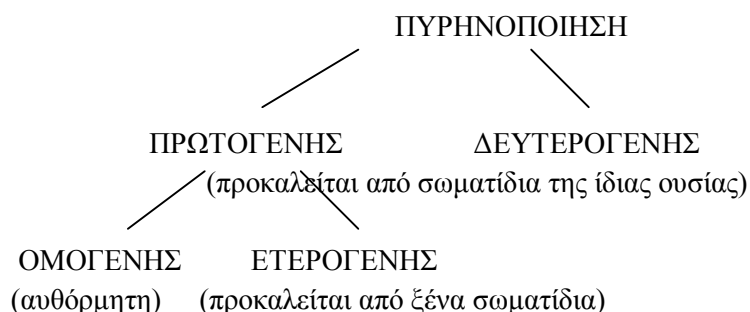 ΠΥΡΗΝΟΠΟΙΗΣΗ
ΠΡΩΤΟΓΕΝΗΣ ΔΕΥΤΕΡΟΓΕΝΗΣ
(προκαλείται από σωματίδια της ίδιας ουσίας)
ΟΜΟΓΕΝΗΣ ΕΤΕΡΟΓΕΝΗΣ
(αυθόρμητη) (προκαλείται από ξένα σωματίδια)